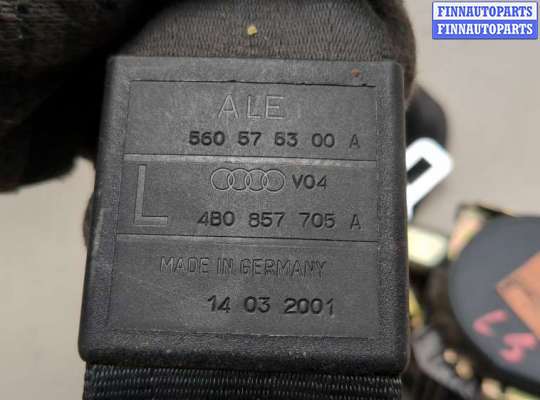 FINNAUTOPARTS
FINNAUTOPARTS
ALE
560 57 63 00 A
L
V04
4B0 857 705 A
MADE IN GERMANY
14 03 2001